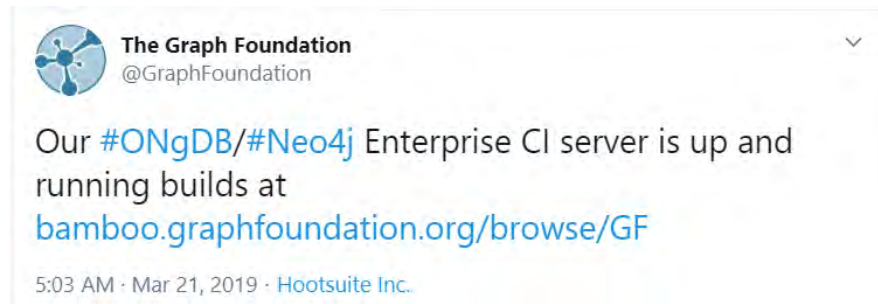 The Graph Foundation
@GraphFoundation
Our #ONgDB/#Neo4j Enterprise CI server is up and
running builds at
bamboo.graphfoundation.org/browse/GF
5:03 AM · Mar 21, 2019 · Hootsuite Inc.